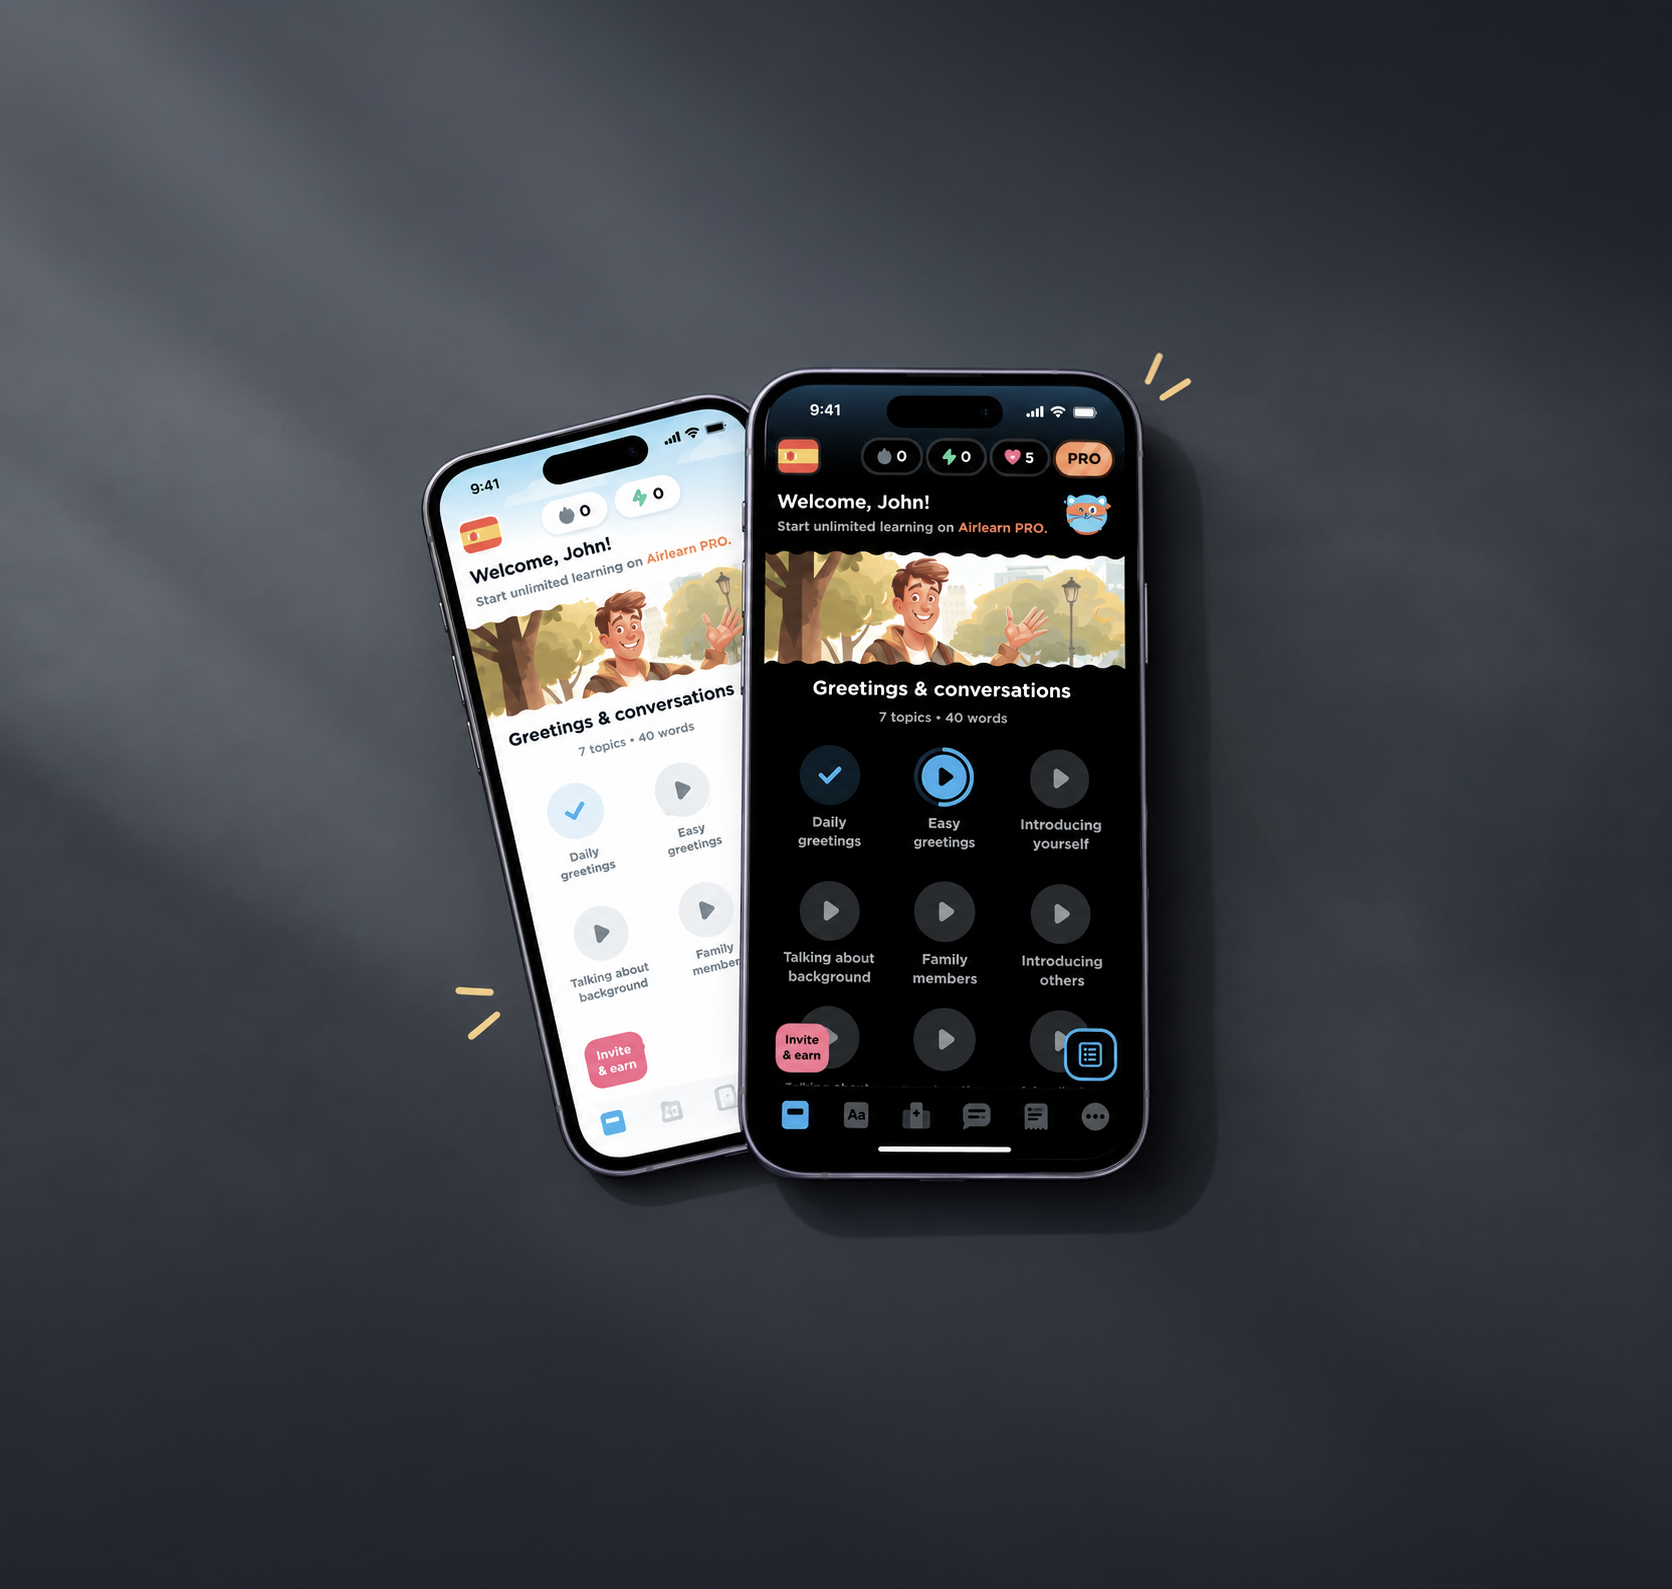 9:41
0
0
Welcome, John!
Start unlimited learning on Airlearn PRO.
Greetings & conversations
7 topics • 40 words
Daily
greetings
Easy
greetings
Talking about
background
Family
member
Invite
& earn
9:41
0
0
5
PRO
Welcome, John!
Start unlimited learning on Airlearn PRO.
Greetings & conversations
7 topics • 40 words
Daily
greetings
Easy
greetings
Introducing
yourself
Talking about
background
Family
members
Introducing
others
Invite
& earn
Talking about
Aa